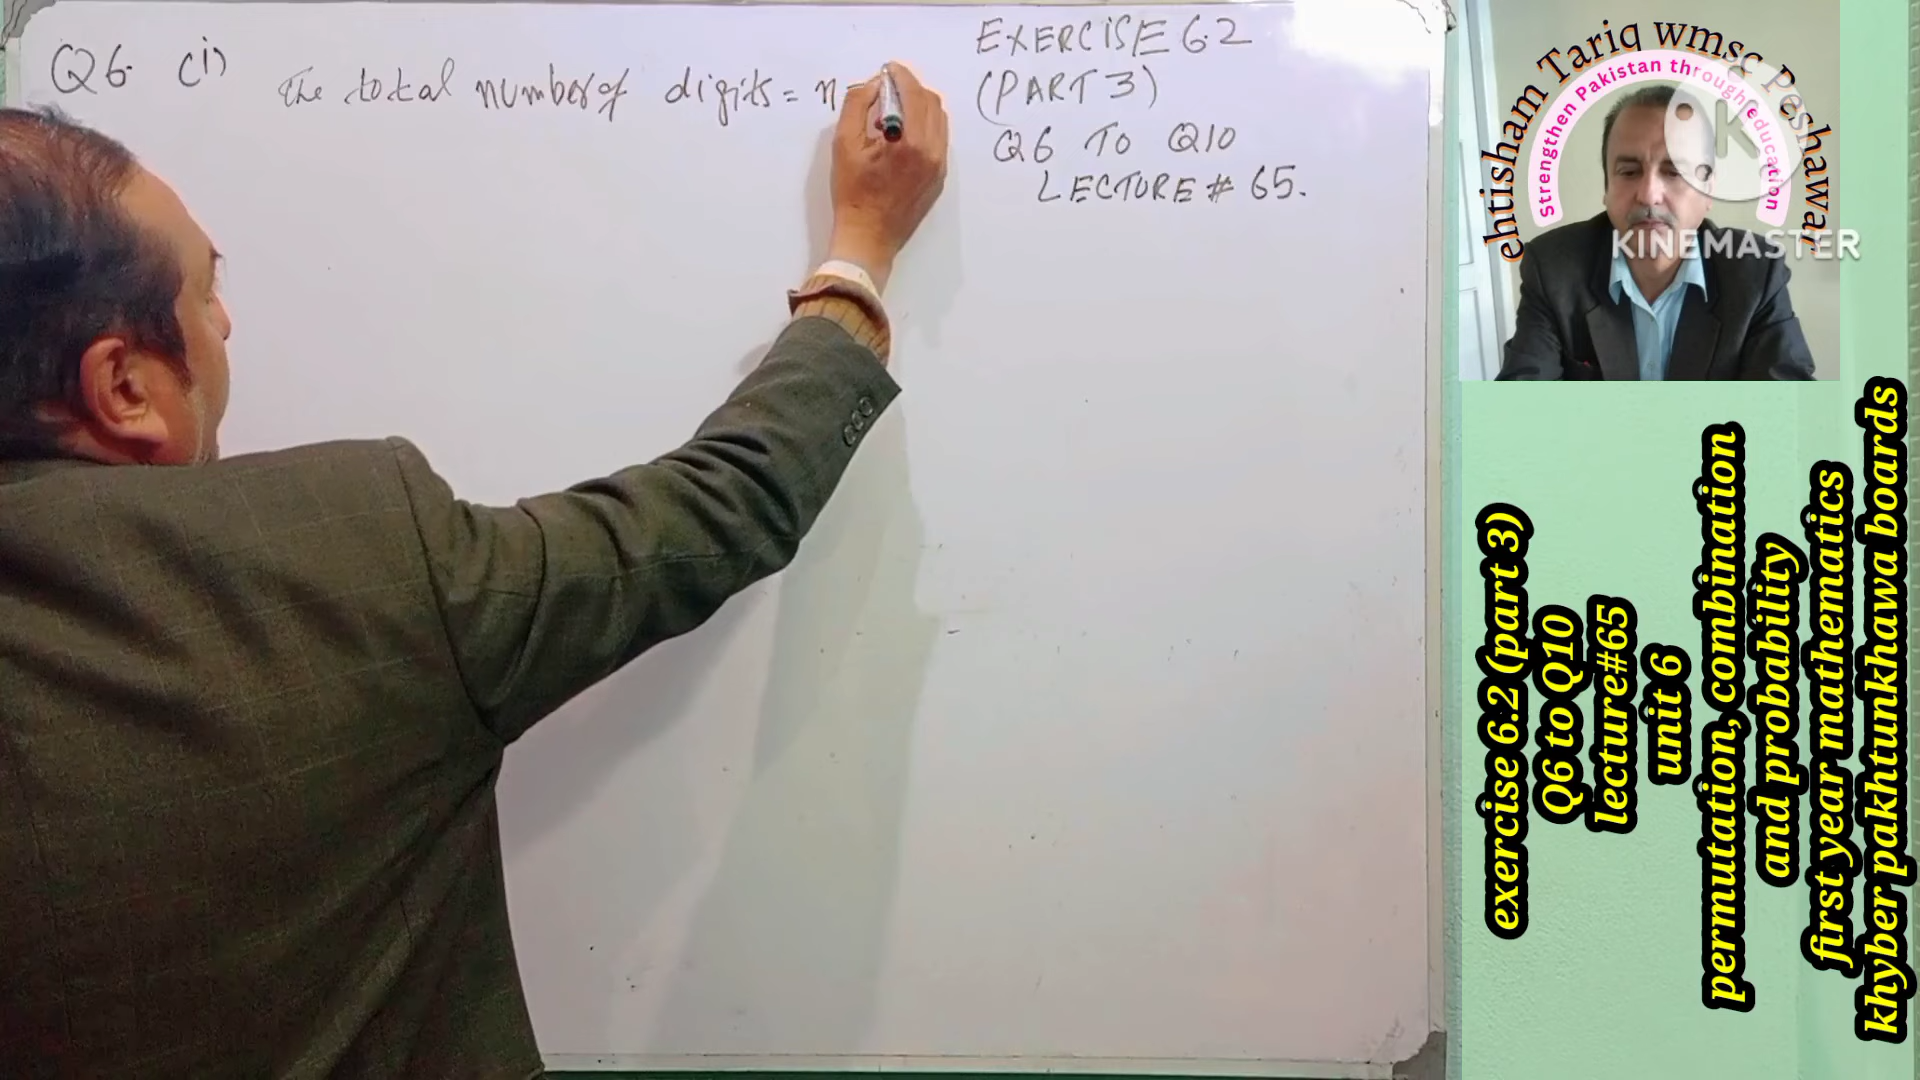 Q6. (i) The total number of digits = n =
EXERCISE 6.2
(PART 3)
Q6 TO Q10
LECTURE # 65.
ehtisham Tariq wmsg Peshawar
Strengthen Pakistan through education
K
KINEMASTER
exercise 6.2 (part 3)
Q6 to Q10
lecture#65
unit 6
permutation, combination
and probability
first year mathematics
khyber pakhtunkhawa boards